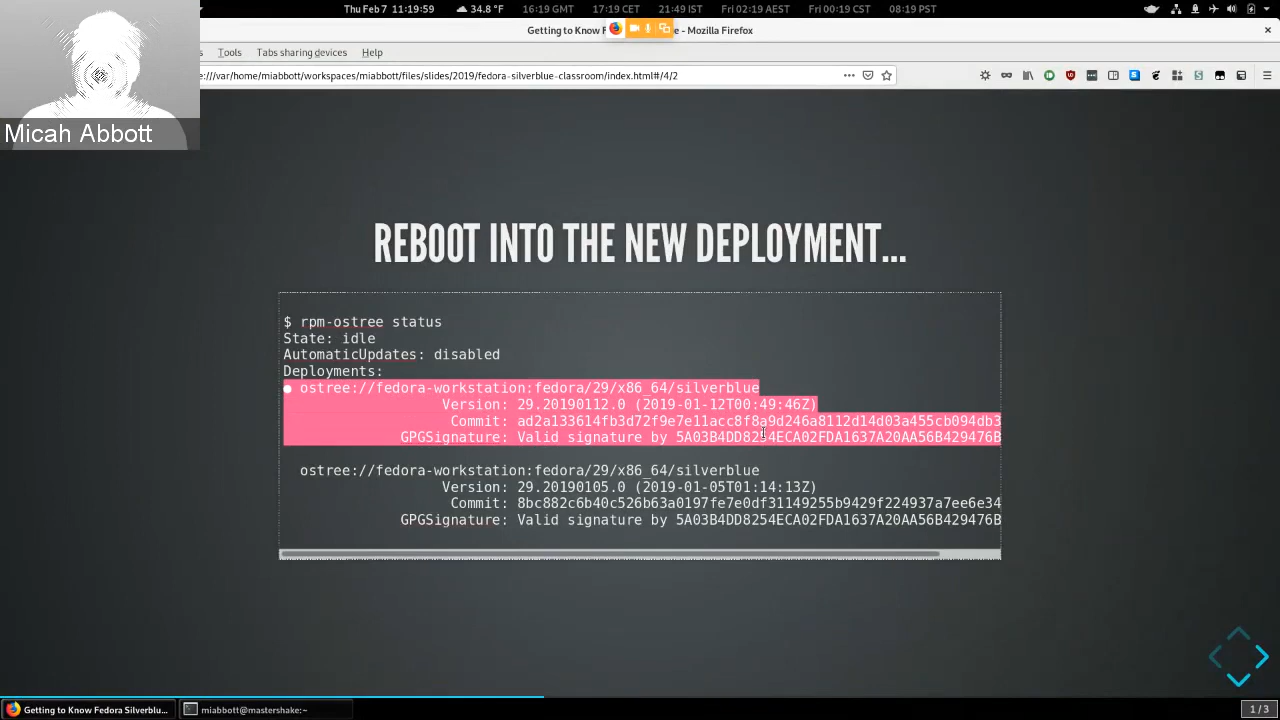 Thu Feb 7 11:19:59 34.8 °F 16:19 GMT 17:19 CET 21:49 IST Fri 02:19 AEST Fri 00:19 CST 08:19 PST
Getting to Know F e - Mozilla Firefox
s Tools Tabs sharing devices Help
e:///var/home/miabbott/workspaces/miabbott/files/slides/2019/fedora-silverblue-classroom/index.html#/4/2
Micah Abbott
REBOOT INTO THE NEW DEPLOYMENT...
$ rpm-ostree status
State: idle
AutomaticUpdates: disabled
Deployments:
● ostree://fedora-workstation:fedora/29/x86_64/silverblue
Version: 29.20190112.0 (2019-01-12T00:49:46Z)
Commit: ad2a133614fb3d72f9e7e11acc8f8a9d246a8112d14d03a455cb094db3
GPGSignature: Valid signature by 5A03B4DD8254ECA02FDA1637A20AA56B429476B
ostree://fedora-workstation:fedora/29/x86_64/silverblue
Version: 29.20190105.0 (2019-01-05T01:14:13Z)
Commit: 8bc882c6b40c526b63a0197fe7e0df31149255b9429f224937a7ee6e34
GPGSignature: Valid signature by 5A03B4DD8254ECA02FDA1637A20AA56B429476B
Getting to Know Fedora Silverblu... miabbott@mastershake:~ 1 / 3